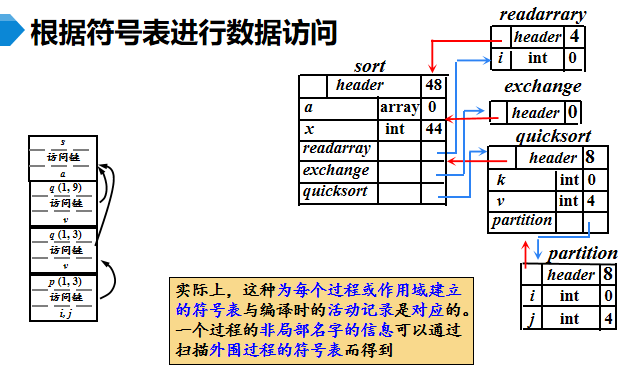 根据符号表进行数据访问
readarrary
header 4
i int 0
sort
header 48
a array 0
x int 44
readarray
exchange
quicksort
exchange
header 0
quicksort
header 8
k int 0
v int 4
partition
partition
header 8
i int 0
j int 4
s
访问链
a
q (1, 9)
访问链
v
q (1, 3)
访问链
v
p (1, 3)
访问链
i, j
实际上，这种为每个过程或作用域建立
的符号表与编译时的活动记录是对应的。
一个过程的非局部名字的信息可以通过
扫描外围过程的符号表而得到